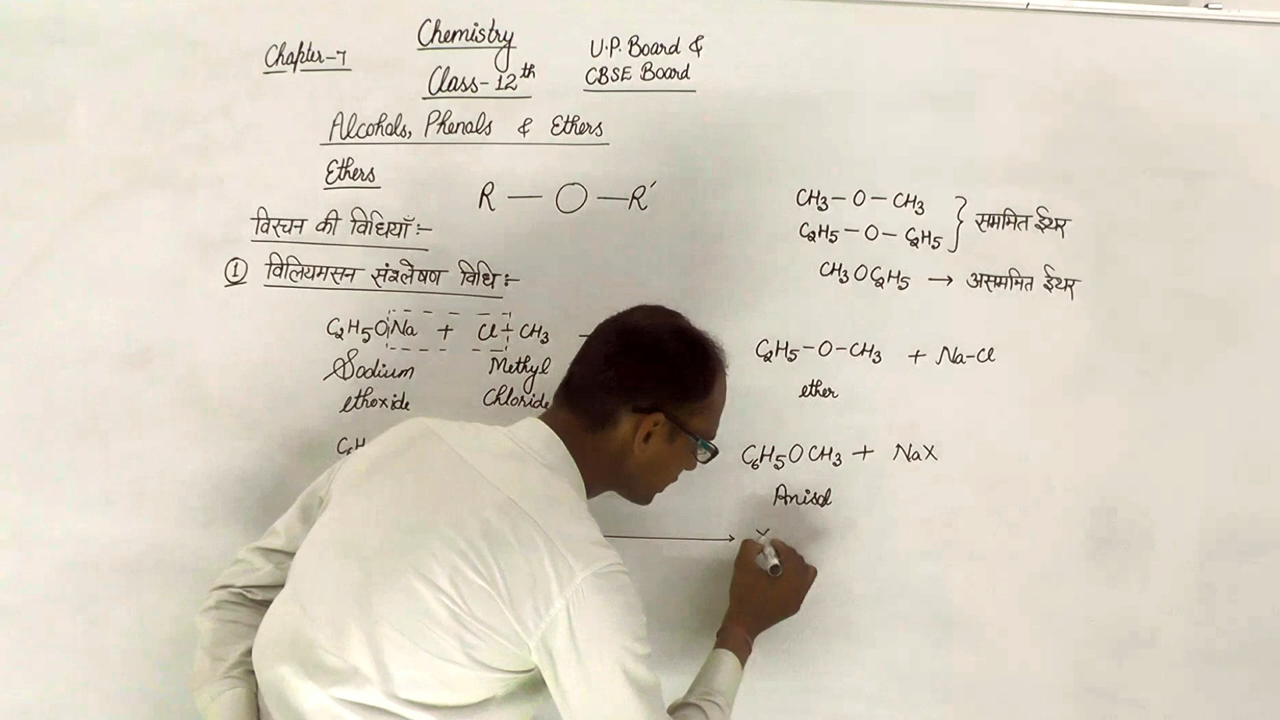 Chapter-7
Chemistry
Class-12th
U.P. Board &
CBSE Board
Alcohals, Phenals & Ethers
Ethers
R — O — R'
विरचन की विधियाँ :-
CH3 — O — CH3
C2H5 — O — C2H5
सममित ईथर
CH3OC2H5 → असममित ईथर
① विलियमसन संश्लेषण विधि :-
C2H5ONa + Cl + CH3
C2H5-O-CH3 + Na-Cl
Sodium ethoxide
Methyl Chloride
ether
C6H5OCH3 + NaX
Anisol